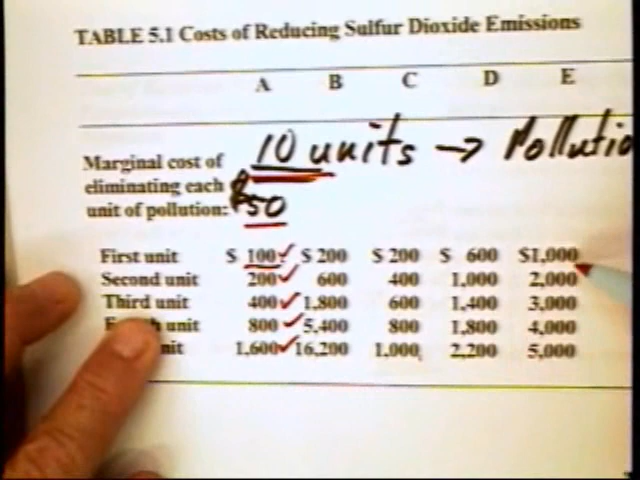 TABLE 5.1 Costs of Reducing Sulfur Dioxide Emissions
A B C D E
10 units → Pollutio
Marginal cost of
eliminating each
unit of pollution: $50
First unit $ 100 $ 200 $ 200 $ 600 $1,000
Second unit 200 600 400 1,000 2,000
Third unit 400 1,800 600 1,400 3,000
unit 800 5,400 800 1,800 4,000
1,600 16,200 1,000 2,200 5,000